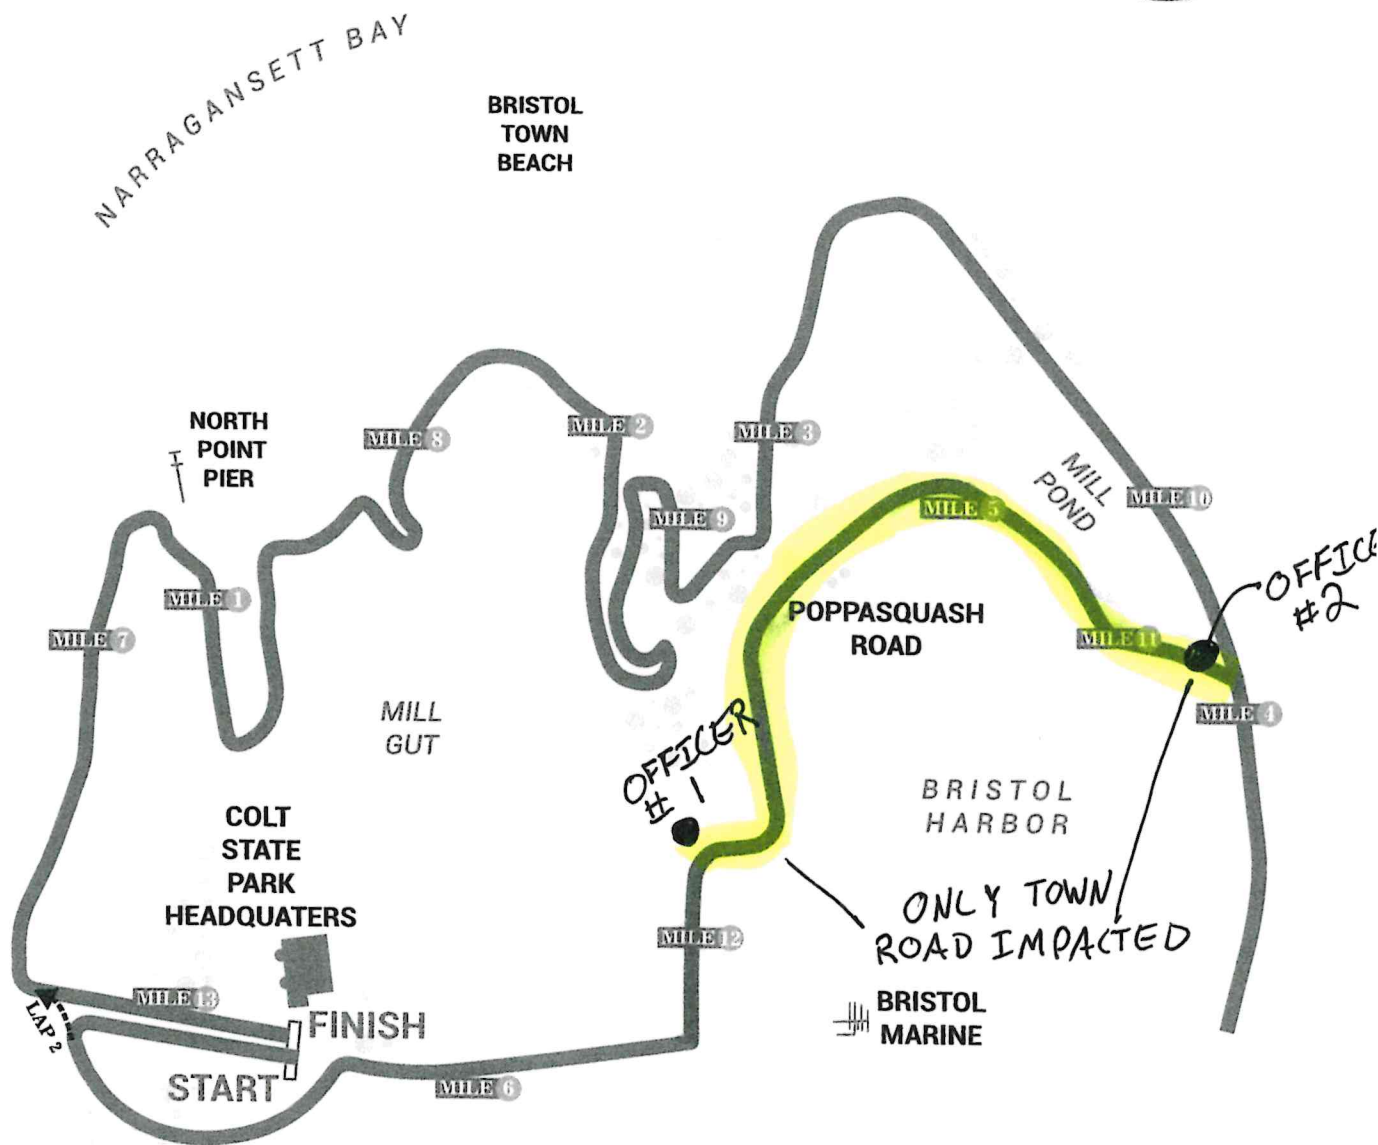 NARRAGANSETT BAY
BRISTOL
TOWN
BEACH
NORTH
POINT
PIER
MILE 8
MILE 2
MILE 3
MILL
POND
MILE 10
MILE 5
MILE 9
MILE 1
MILE 7
POPPASQUASH
ROAD
MILE 11
OFFICE
#2
MILE 4
MILL
GUT
OFFICER
# 1
BRISTOL
HARBOR
COLT
STATE
PARK
HEADQUATERS
ONLY TOWN
ROAD IMPACTED
MILE 12
MILE 13
LAP 2
FINISH
START
BRISTOL
MARINE
MILE 6